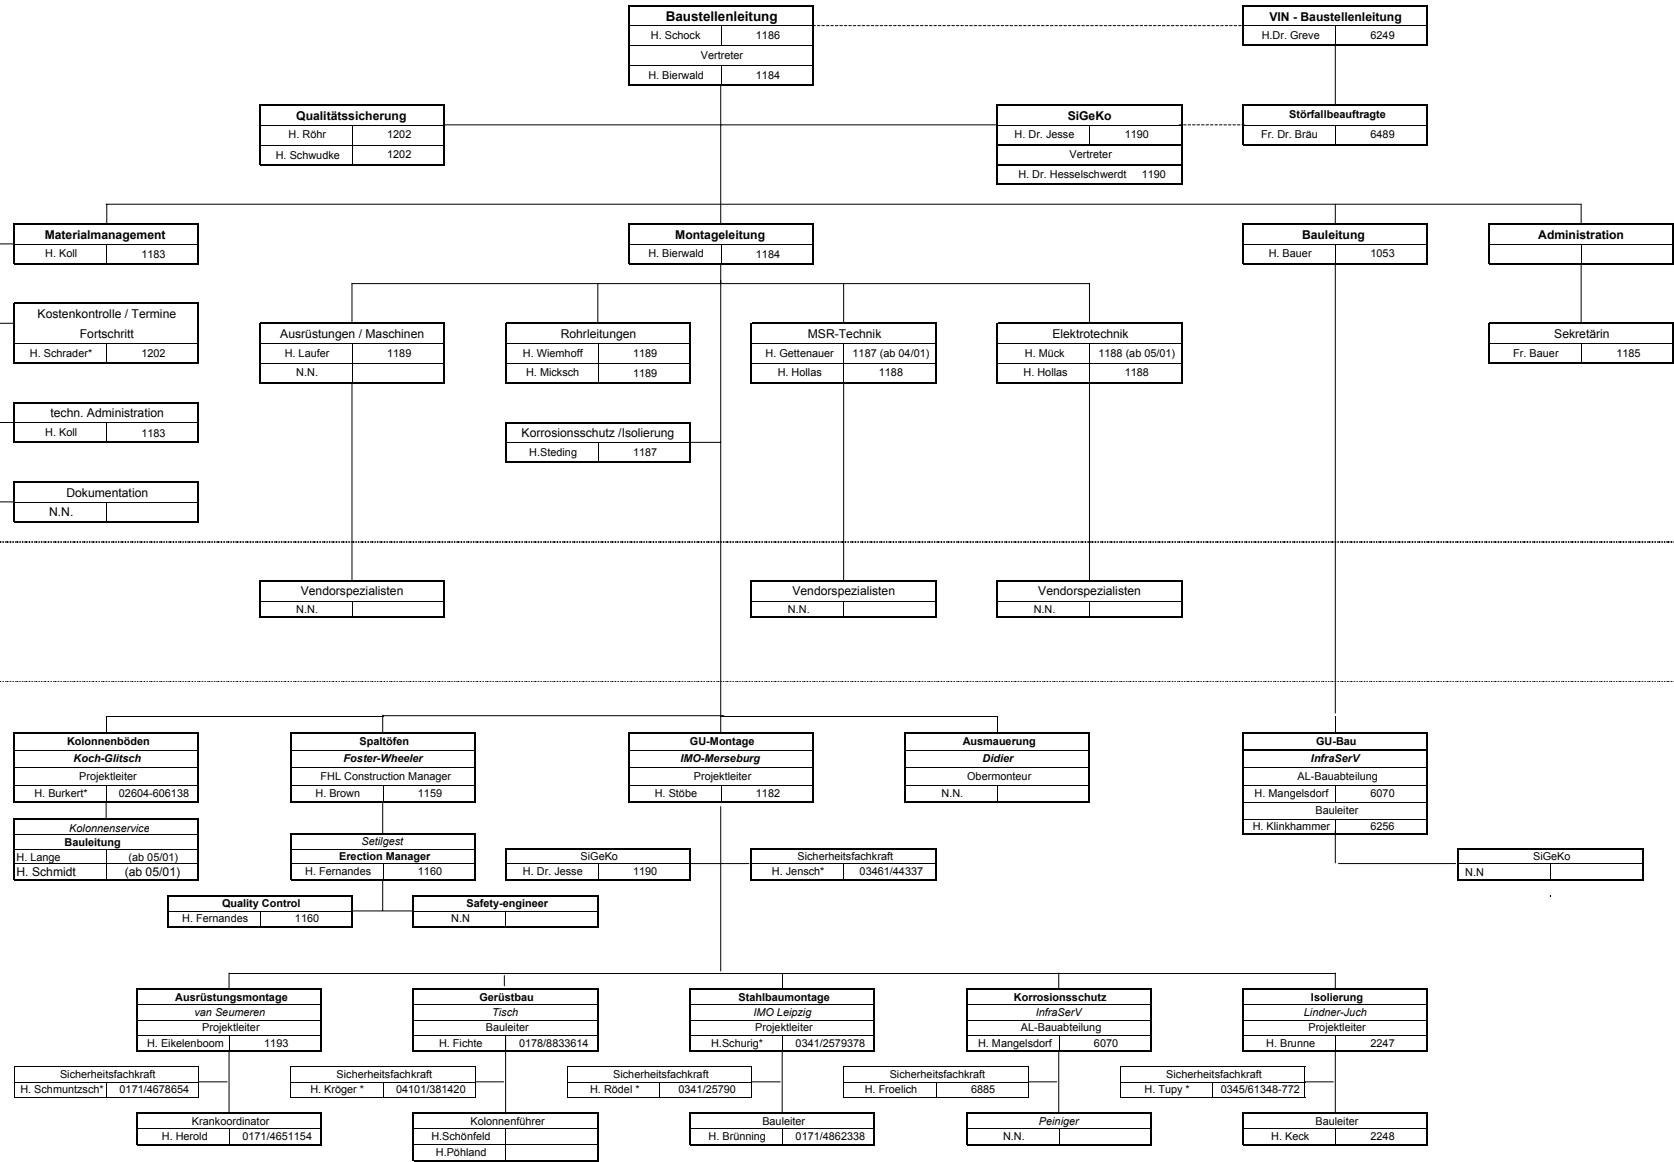 Baustellenleitung
H. Schock 1186
Vertreter
H. Bierwald 1184
VIN - Baustellenleitung
H.Dr. Greve 6249
Qualitätssicherung
H. Röhr 1202
H. Schwudke 1202
SiGeKo
H. Dr. Jesse 1190
Vertreter
H. Dr. Hesselschwerdt 1190
Störfallbeauftragte
Fr. Dr. Bräu 6489
Materialmanagement
H. Koll 1183
Montageleitung
H. Bierwald 1184
Bauleitung
H. Bauer 1053
Administration
Kostenkontrolle / Termine
Fortschritt
H. Schrader* 1202
Ausrüstungen / Maschinen
H. Laufer 1189
N.N.
Rohrleitungen
H. Wiemhoff 1189
H. Micksch 1189
MSR-Technik
H. Gettenauer 1187 (ab 04/01)
H. Hollas 1188
Elektrotechnik
H. Mück 1188 (ab 05/01)
H. Hollas 1188
Sekretärin
Fr. Bauer 1185
techn. Administration
H. Koll 1183
Korrosionsschutz /Isolierung
H.Steding 1187
Dokumentation
N.N.
Vendorspezialisten
N.N.
Vendorspezialisten
N.N.
Vendorspezialisten
N.N.
Kolonnenböden
Koch-Glitsch
Projektleiter
H. Burkert* 02604-606138
Spaltöfen
Foster-Wheeler
FHL Construction Manager
H. Brown 1159
GU-Montage
IMO-Merseburg
Projektleiter
H. Stöbe 1182
Ausmauerung
Didier
Obermonteur
N.N.
GU-Bau
InfraSerV
AL-Bauabteilung
H. Mangelsdorf 6070
Bauleiter
H. Klinkhammer 6256
Kolonnenservice
Bauleitung
H. Lange (ab 05/01)
H. Schmidt (ab 05/01)
Setilgest
Erection Manager
H. Fernandes 1160
SiGeKo
H. Dr. Jesse 1190
Sicherheitsfachkraft
H. Jensch* 03461/44337
SiGeKo
N.N
Quality Control
H. Fernandes 1160
Safety-engineer
N.N
Ausrüstungsmontage
van Seumeren
Projektleiter
H. Eikelenboom 1193
Gerüstbau
Tisch
Bauleiter
H. Fichte 0178/8833614
Stahlbaumontage
IMO Leipzig
Projektleiter
H.Schurig* 0341/2579378
Korrosionsschutz
InfraSerV
AL-Bauabteilung
H. Mangelsdorf 6070
Isolierung
Lindner-Juch
Projektleiter
H. Brunne 2247
Sicherheitsfachkraft
H. Schmuntzsch* 0171/4678654
Sicherheitsfachkraft
H. Kröger * 04101/381420
Sicherheitsfachkraft
H. Rödel * 0341/25790
Sicherheitsfachkraft
H. Froelich 6885
Sicherheitsfachkraft
H. Tupy * 0345/61348-772
Krankoordinator
H. Herold 0171/4651154
Kolonnenführer
H.Schönfeld
H.Pöhland
Bauleiter
H. Brünning 0171/4862338
Peiniger
N.N.
Bauleiter
H. Keck 2248